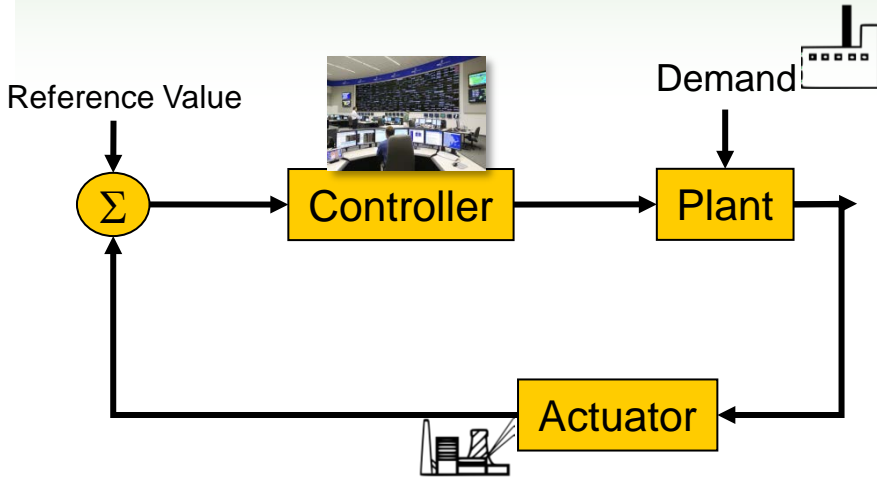 Demand
Reference Value
Σ
Controller
Plant
Actuator